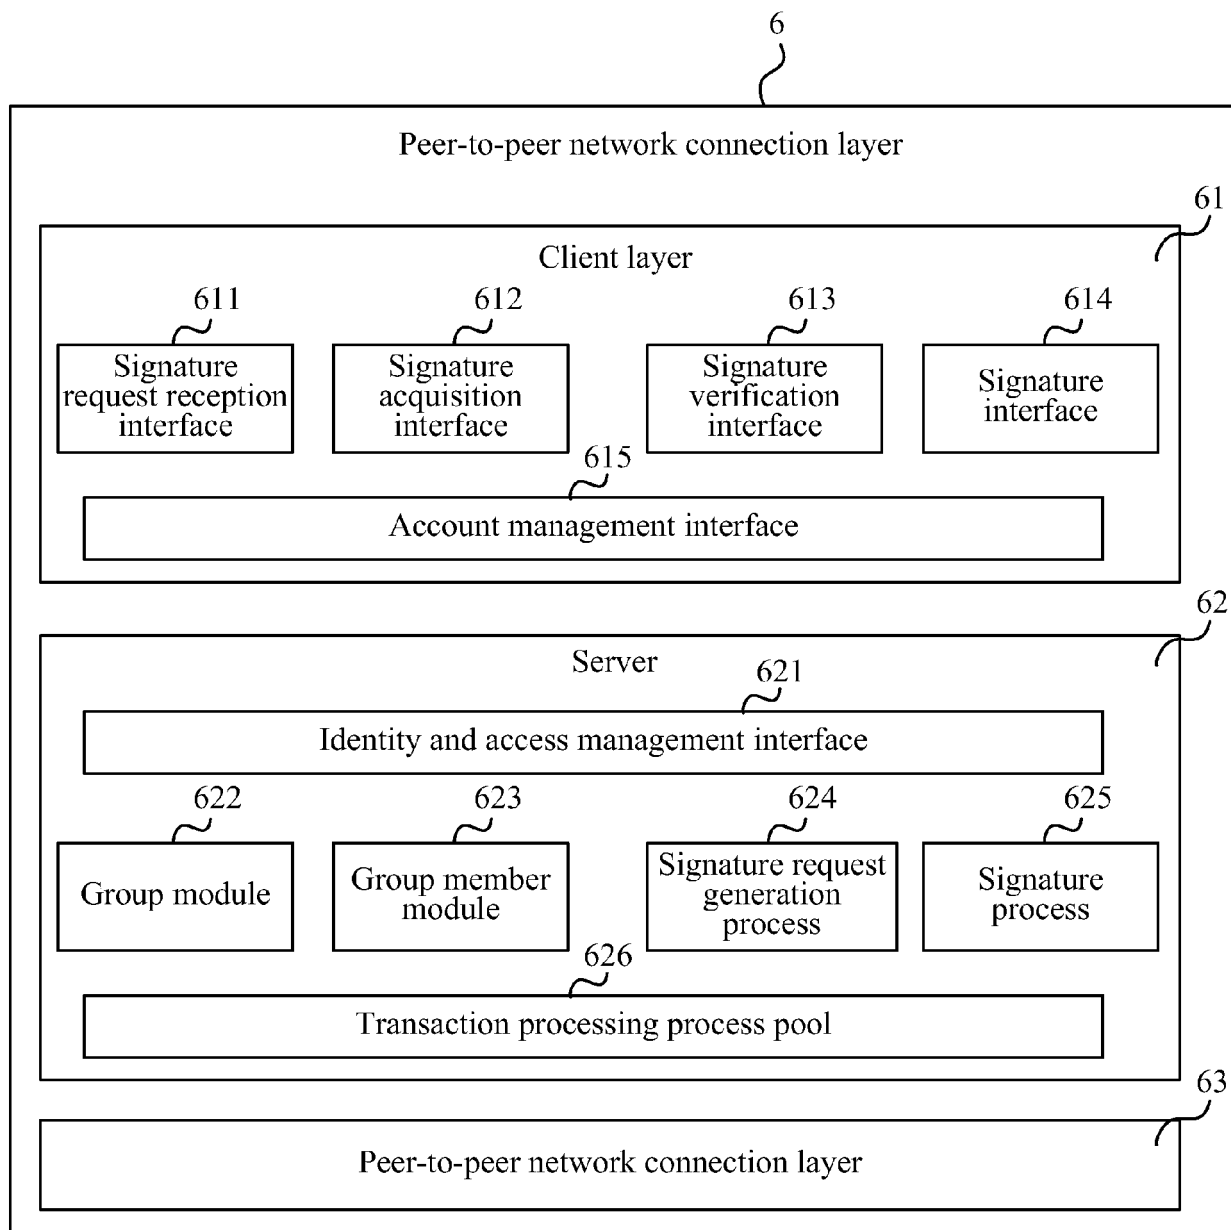 6
Peer-to-peer network connection layer
61
Client layer
611
612
613
614
Signature
request reception
interface
Signature
acquisition
interface
Signature
verification
interface
Signature
interface
615
Account management interface
62
Server
621
Identity and access management interface
622
623
624
625
Group module
Group member
module
Signature request
generation
process
Signature
process
626
Transaction processing process pool
63
Peer-to-peer network connection layer